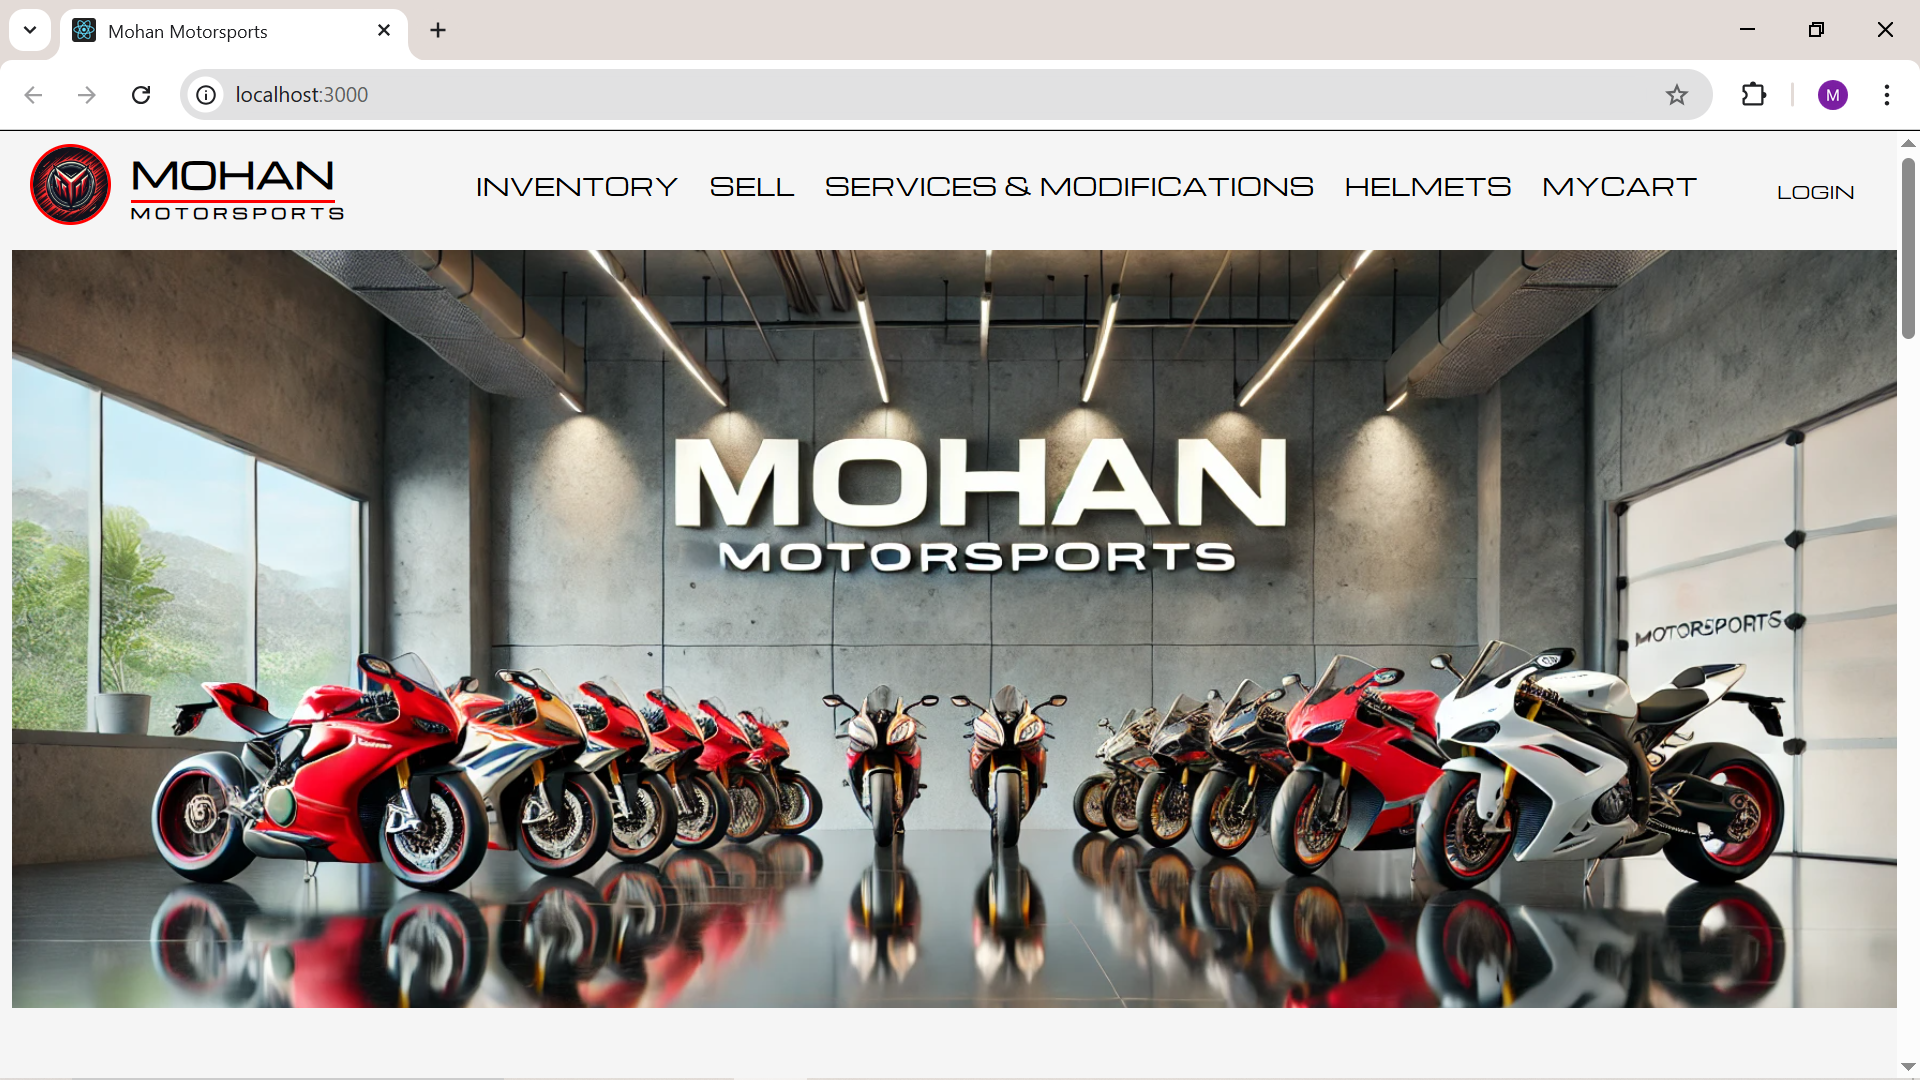 Mohan Motorsports
localhost:3000
M
MOHAN
MOTORSPORTS
INVENTORY SELL SERVICES & MODIFICATIONS HELMETS MYCART LOGIN
MOHAN
MOTORSPORTS
MOTORSPORTS